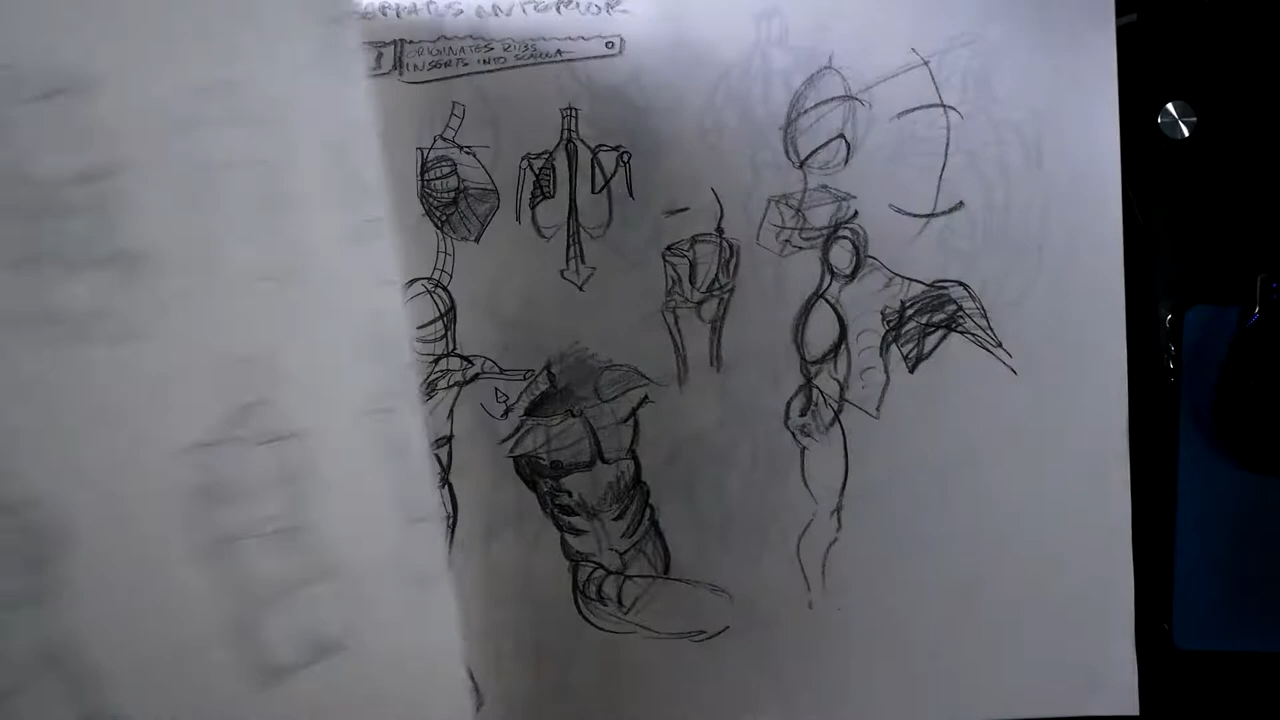 SERRATUS ANTERIOR
ORIGINATES RIBS
INSERTS INTO SCAPULA